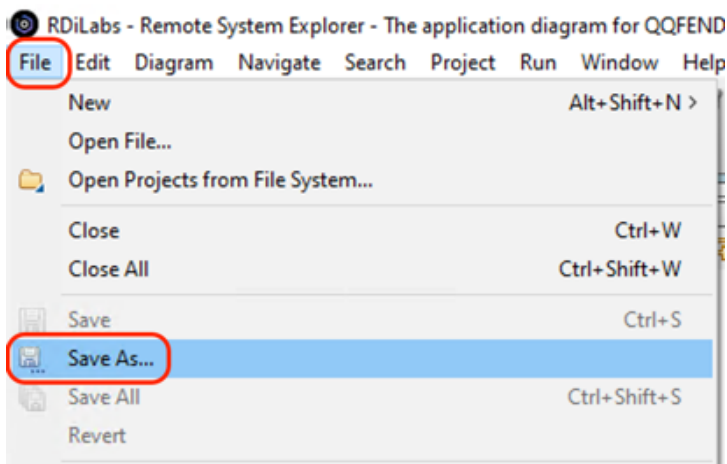 RDiLabs - Remote System Explorer - The application diagram for QQFEND
File Edit Diagram Navigate Search Project Run Window Help
New Alt+Shift+N >
Open File...
Open Projects from File System...
Close Ctrl+W
Close All Ctrl+Shift+W
Save Ctrl+S
Save As...
Save All Ctrl+Shift+S
Revert